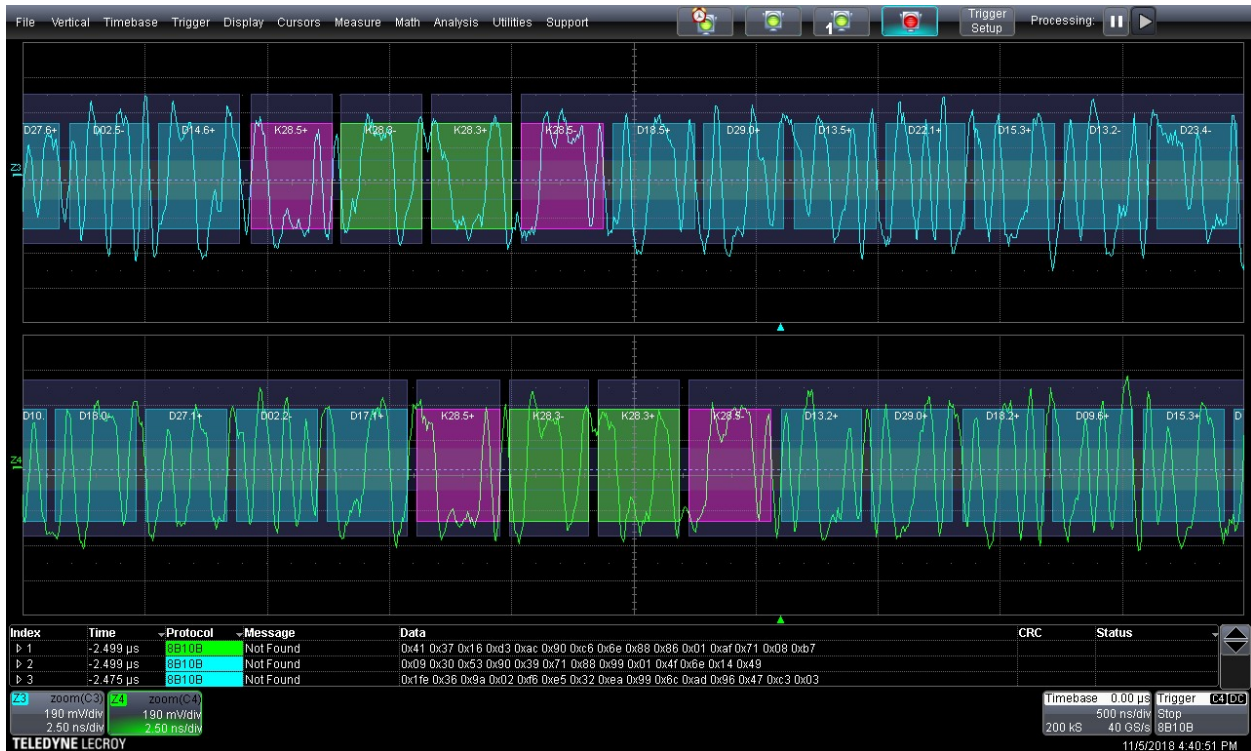 File Vertical Timebase Trigger Display Cursors Measure Math Analysis Utilities Support 1 Trigger Setup Processing:
D27.6+ D02.5- D14.6+ K28.5+ K28.3- K28.3+ K28.5- D18.5+ D29.0+ D13.5+ D22.1+ D15.3+ D13.2- D23.4-
Z3
D10. D18.0- D27.1+ D02.2- D17.1+ K28.5+ K28.3- K28.3+ K28.5- D13.2+ D29.0+ D18.2+ D09.6+ D15.3+ D
Z4
Index Time Protocol Message Data CRC Status
1 -2.499 µs 8B10B Not Found 0x41 0x37 0x16 0xd3 0xac 0x90 0xc6 0x6e 0x88 0x86 0x01 0xaf 0x71 0x08 0xb7
2 -2.499 µs 8B10B Not Found 0x09 0x30 0x53 0x90 0x39 0x71 0x88 0x99 0x01 0x4f 0x6e 0x14 0x49
3 -2.475 µs 8B10B Not Found 0x1fe 0x36 0x9a 0x02 0xf6 0xe5 0x32 0xea 0x99 0x6c 0xad 0x96 0x47 0xc3 0x03
Z3 zoom(C3) Z4 zoom(C4) Timebase 0.00 µs Trigger C4 DC
190 mV/div 190 mV/div 500 ns/div Stop
2.50 ns/div 2.50 ns/div 200 kS 40 GS/s 8B10B
TELEDYNE LECROY 11/5/2018 4:40:51 PM